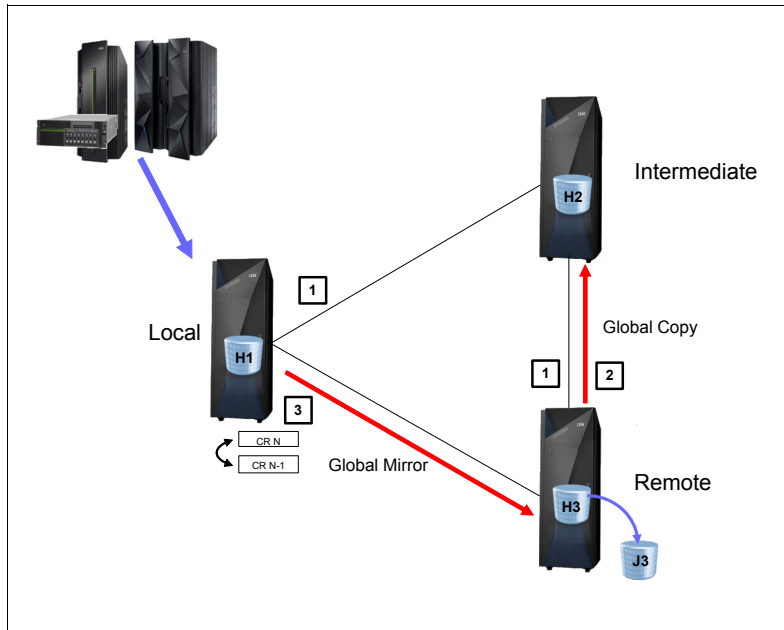 Intermediate
H2
1
Local
H1
Global Copy
1
2
3
CR N
CR N-1
Global Mirror
Remote
H3
J3